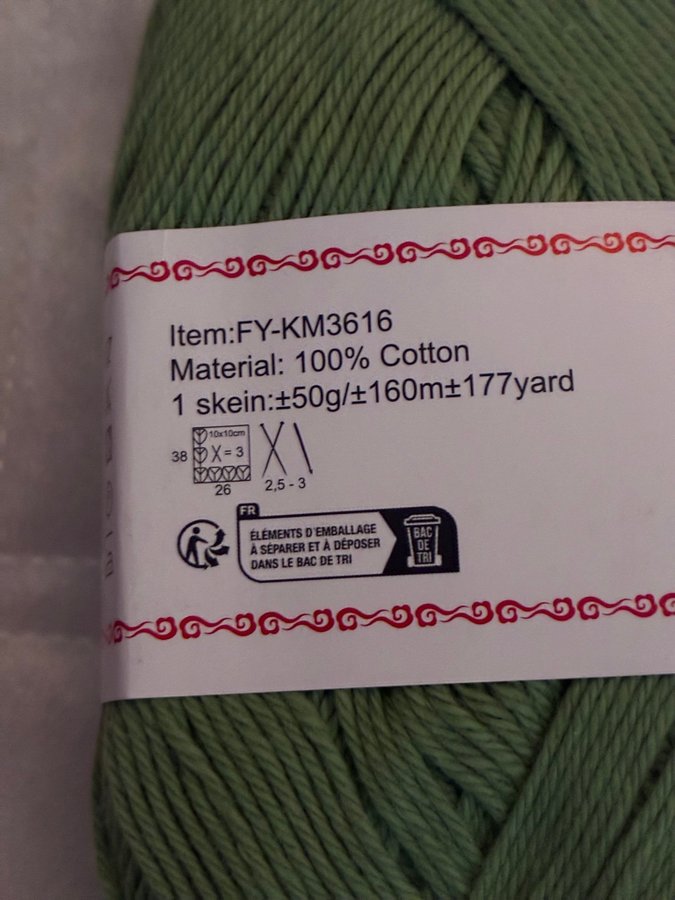 Item:FY-KM3616
Material: 100% Cotton
1 skein:±50g/±160m±177yard
10x10cm
38 X = 3
26
2,5 - 3
FR
ÉLÉMENTS D'EMBALLAGE
À SÉPARER ET À DÉPOSER
DANS LE BAC DE TRI
BAC
DE
TRI